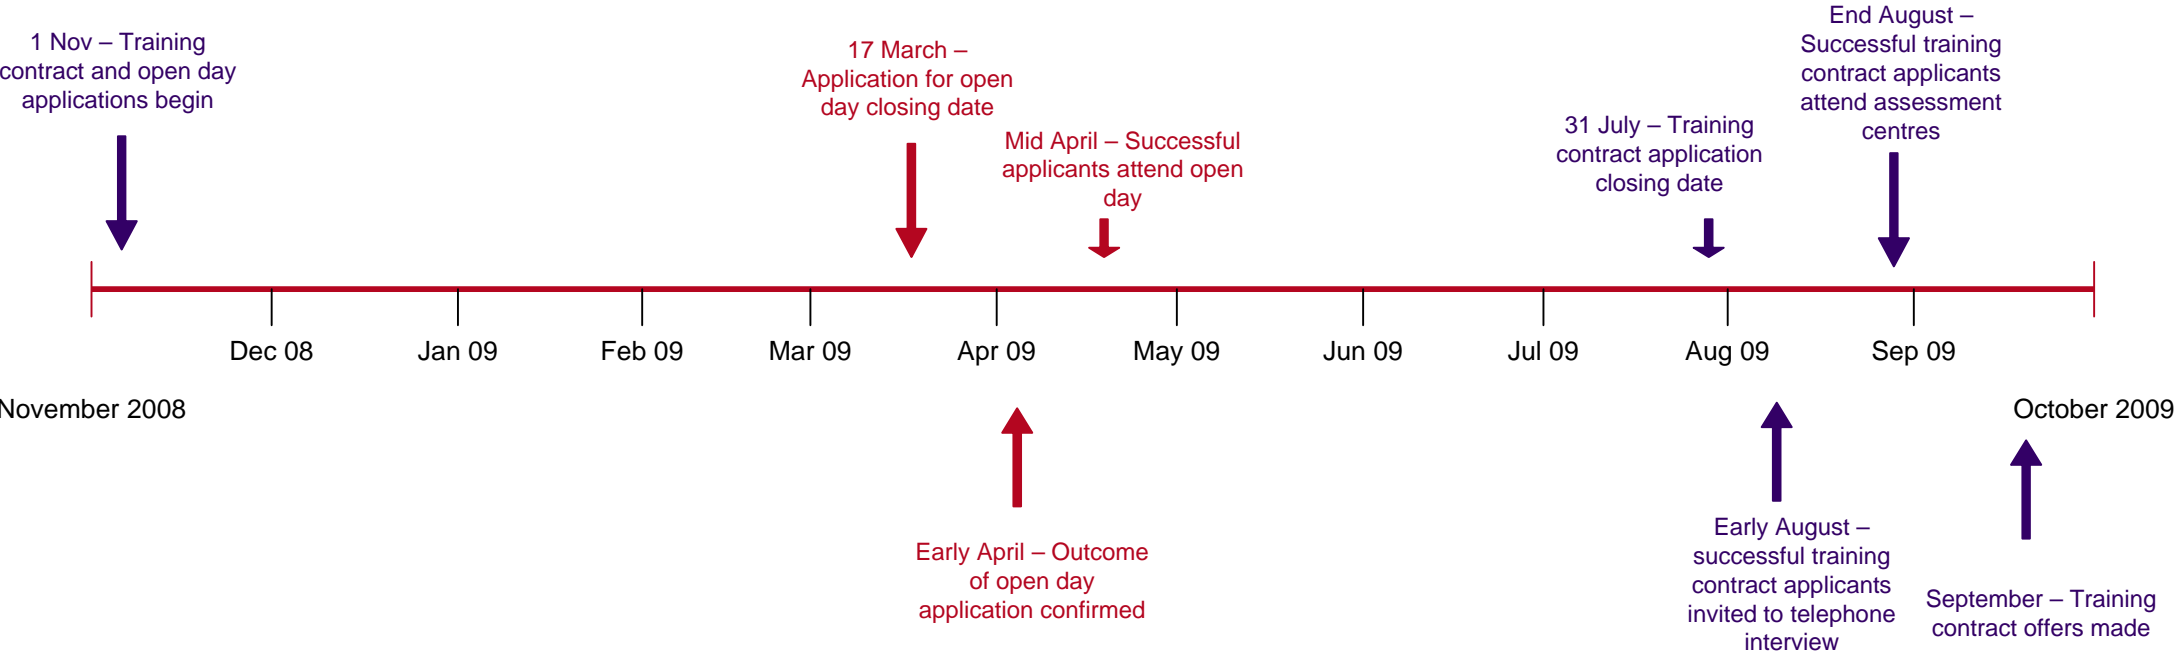 1 Nov – Training
contract and open day
applications begin
17 March –
Application for open
day closing date
Mid April – Successful
applicants attend open
day
31 July – Training
contract application
closing date
End August –
Successful training
contract applicants
attend assessment
centres
Dec 08
Jan 09
Feb 09
Mar 09
Apr 09
May 09
Jun 09
Jul 09
Aug 09
Sep 09
November 2008
October 2009
Early April – Outcome
of open day
application confirmed
Early August –
successful training
contract applicants
invited to telephone
interview
September – Training
contract offers made